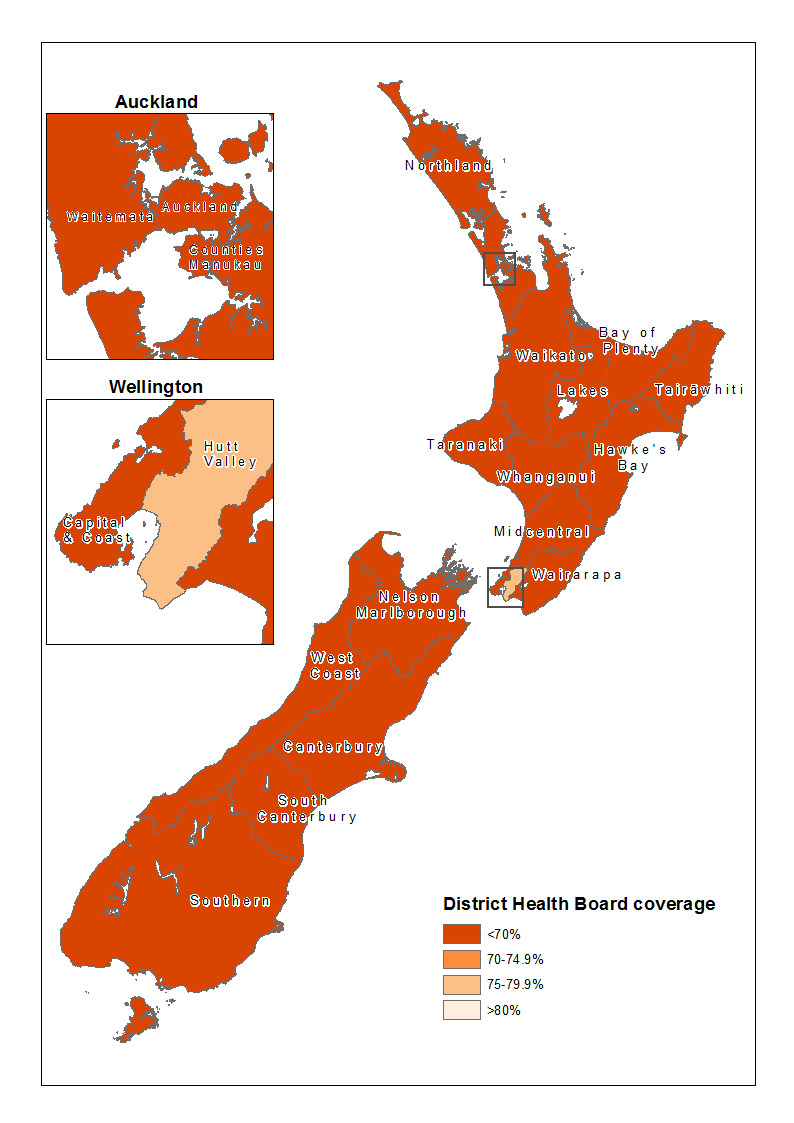 Auckland
Waitemata
Auckland
Counties
Manukau
Wellington
Hutt
Valley
Capital
& Coast
Northland
Bay of
Plenty
Waikato
Lakes
Tairāwhiti
Taranaki
Hawke's
Bay
Whanganui
Midcentral
Wairarapa
Nelson
Marlborough
West
Coast
Canterbury
South
Canterbury
Southern
District Health Board coverage
<70%
70-74.9%
75-79.9%
>80%